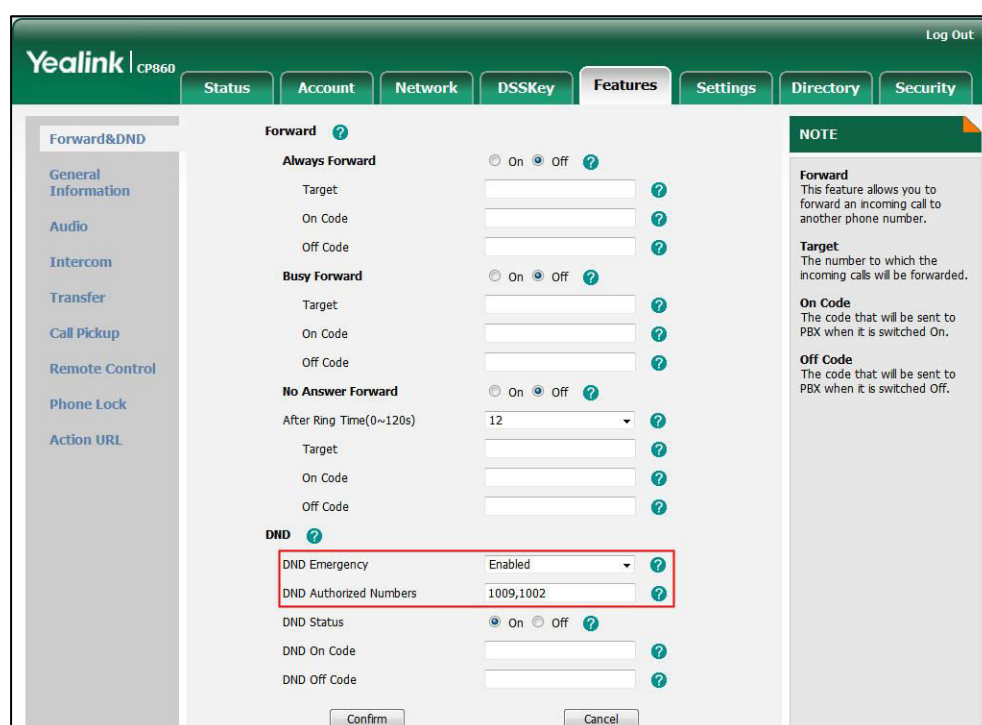 Log Out
Yealink CP860
Status Account Network DSSKey Features Settings Directory Security
Forward&DND
General
Information
Audio
Intercom
Transfer
Call Pickup
Remote Control
Phone Lock
Action URL
Forward ?
Always Forward On Off ?
Target ?
On Code ?
Off Code ?
Busy Forward On Off ?
Target ?
On Code ?
Off Code ?
No Answer Forward On Off ?
After Ring Time(0~120s) 12 ?
Target ?
On Code ?
Off Code ?
DND ?
DND Emergency Enabled ?
DND Authorized Numbers 1009,1002 ?
DND Status On Off ?
DND On Code ?
DND Off Code ?
Confirm Cancel
NOTE
Forward
This feature allows you to
forward an incoming call to
another phone number.
Target
The number to which the
incoming calls will be forwarded.
On Code
The code that will be sent to
PBX when it is switched On.
Off Code
The code that will be sent to
PBX when it is switched Off.